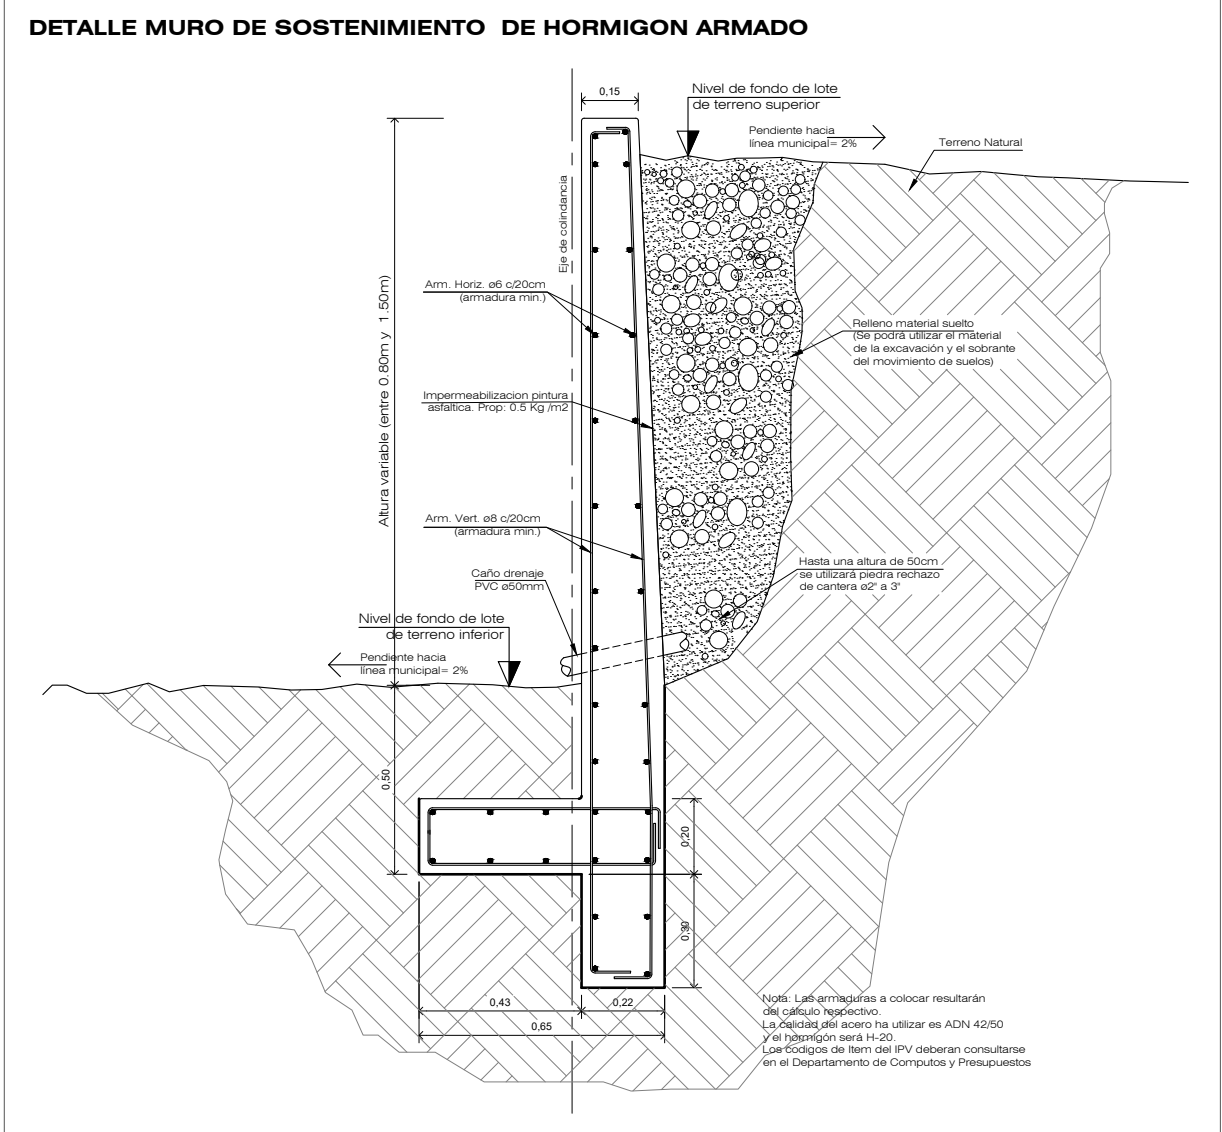 DETALLE MURO DE SOSTENIMIENTO DE HORMIGON ARMADO
0,15
Nivel de fondo de lote
de terreno superior
Pendiente hacia
línea municipal= 2%
Terreno Natural
Eje de colindancia
Altura variable (entre 0.80m y 1.50m)
Arm. Horiz. ø6 c/20cm
(armadura min.)
Relleno material suelto
(Se podrá utilizar el material
de la excavación y el sobrante
del movimiento de suelos)
Impermeabilizacion pintura
asfaltica. Prop: 0.5 Kg /m2
Arm. Vert. ø8 c/20cm
(armadura min.)
Caño drenaje
PVC ø50mm
Hasta una altura de 50cm
se utilizará piedra rechazo
de cantera ø2" a 3"
Nivel de fondo de lote
de terreno inferior
Pendiente hacia
línea municipal= 2%
0,50
0,20
0,30
0,43
0,22
0,65
Nota: Las armaduras a colocar resultarán
del cálculo respectivo.
La calidad del acero ha utilizar es ADN 42/50
y el hormigón será H-20.
Los codigos de Item del IPV deberan consultarse
en el Departamento de Computos y Presupuestos